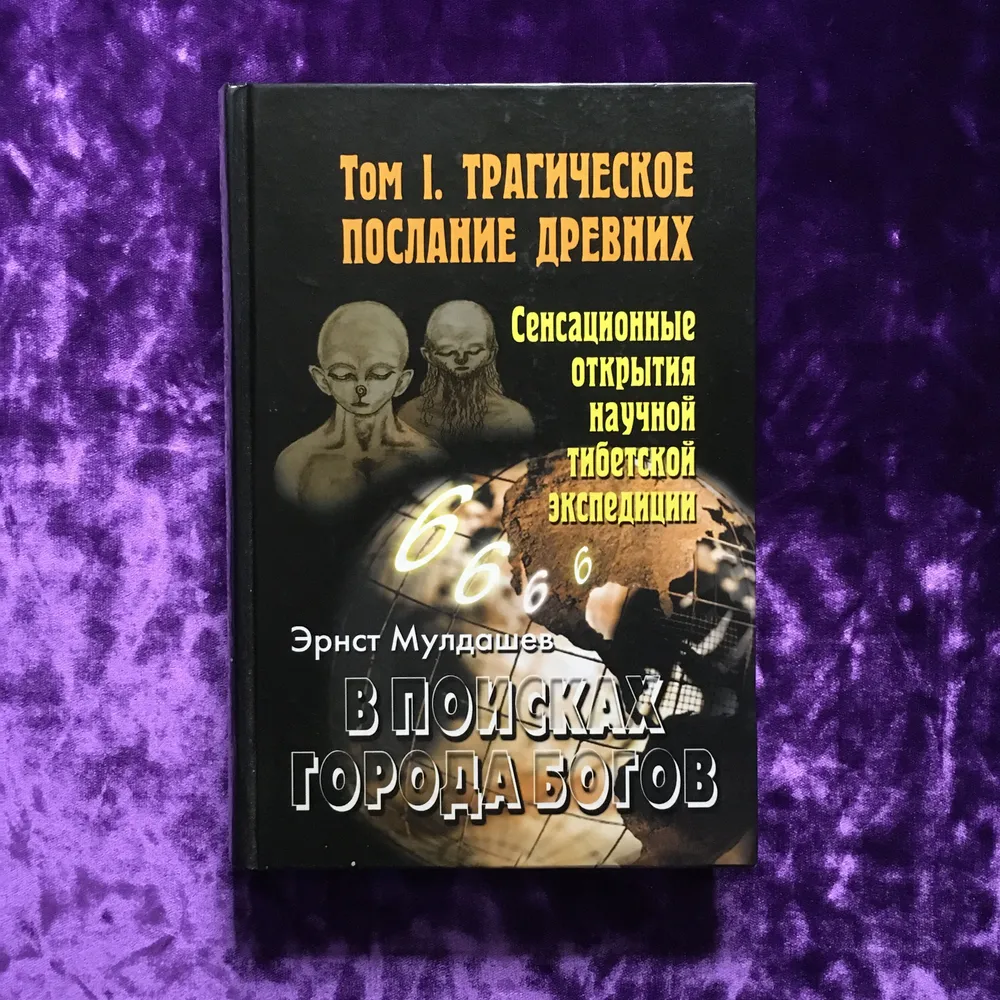 Том I. ТРАГИЧЕСКОЕ
ПОСЛАНИЕ ДРЕВНИХ
Сенсационные
открытия
научной
тибетской
экспедиции
6 6 6 6
Эрнст Мулдашев
В ПОИСКАХ
ГОРОДА БОГОВ